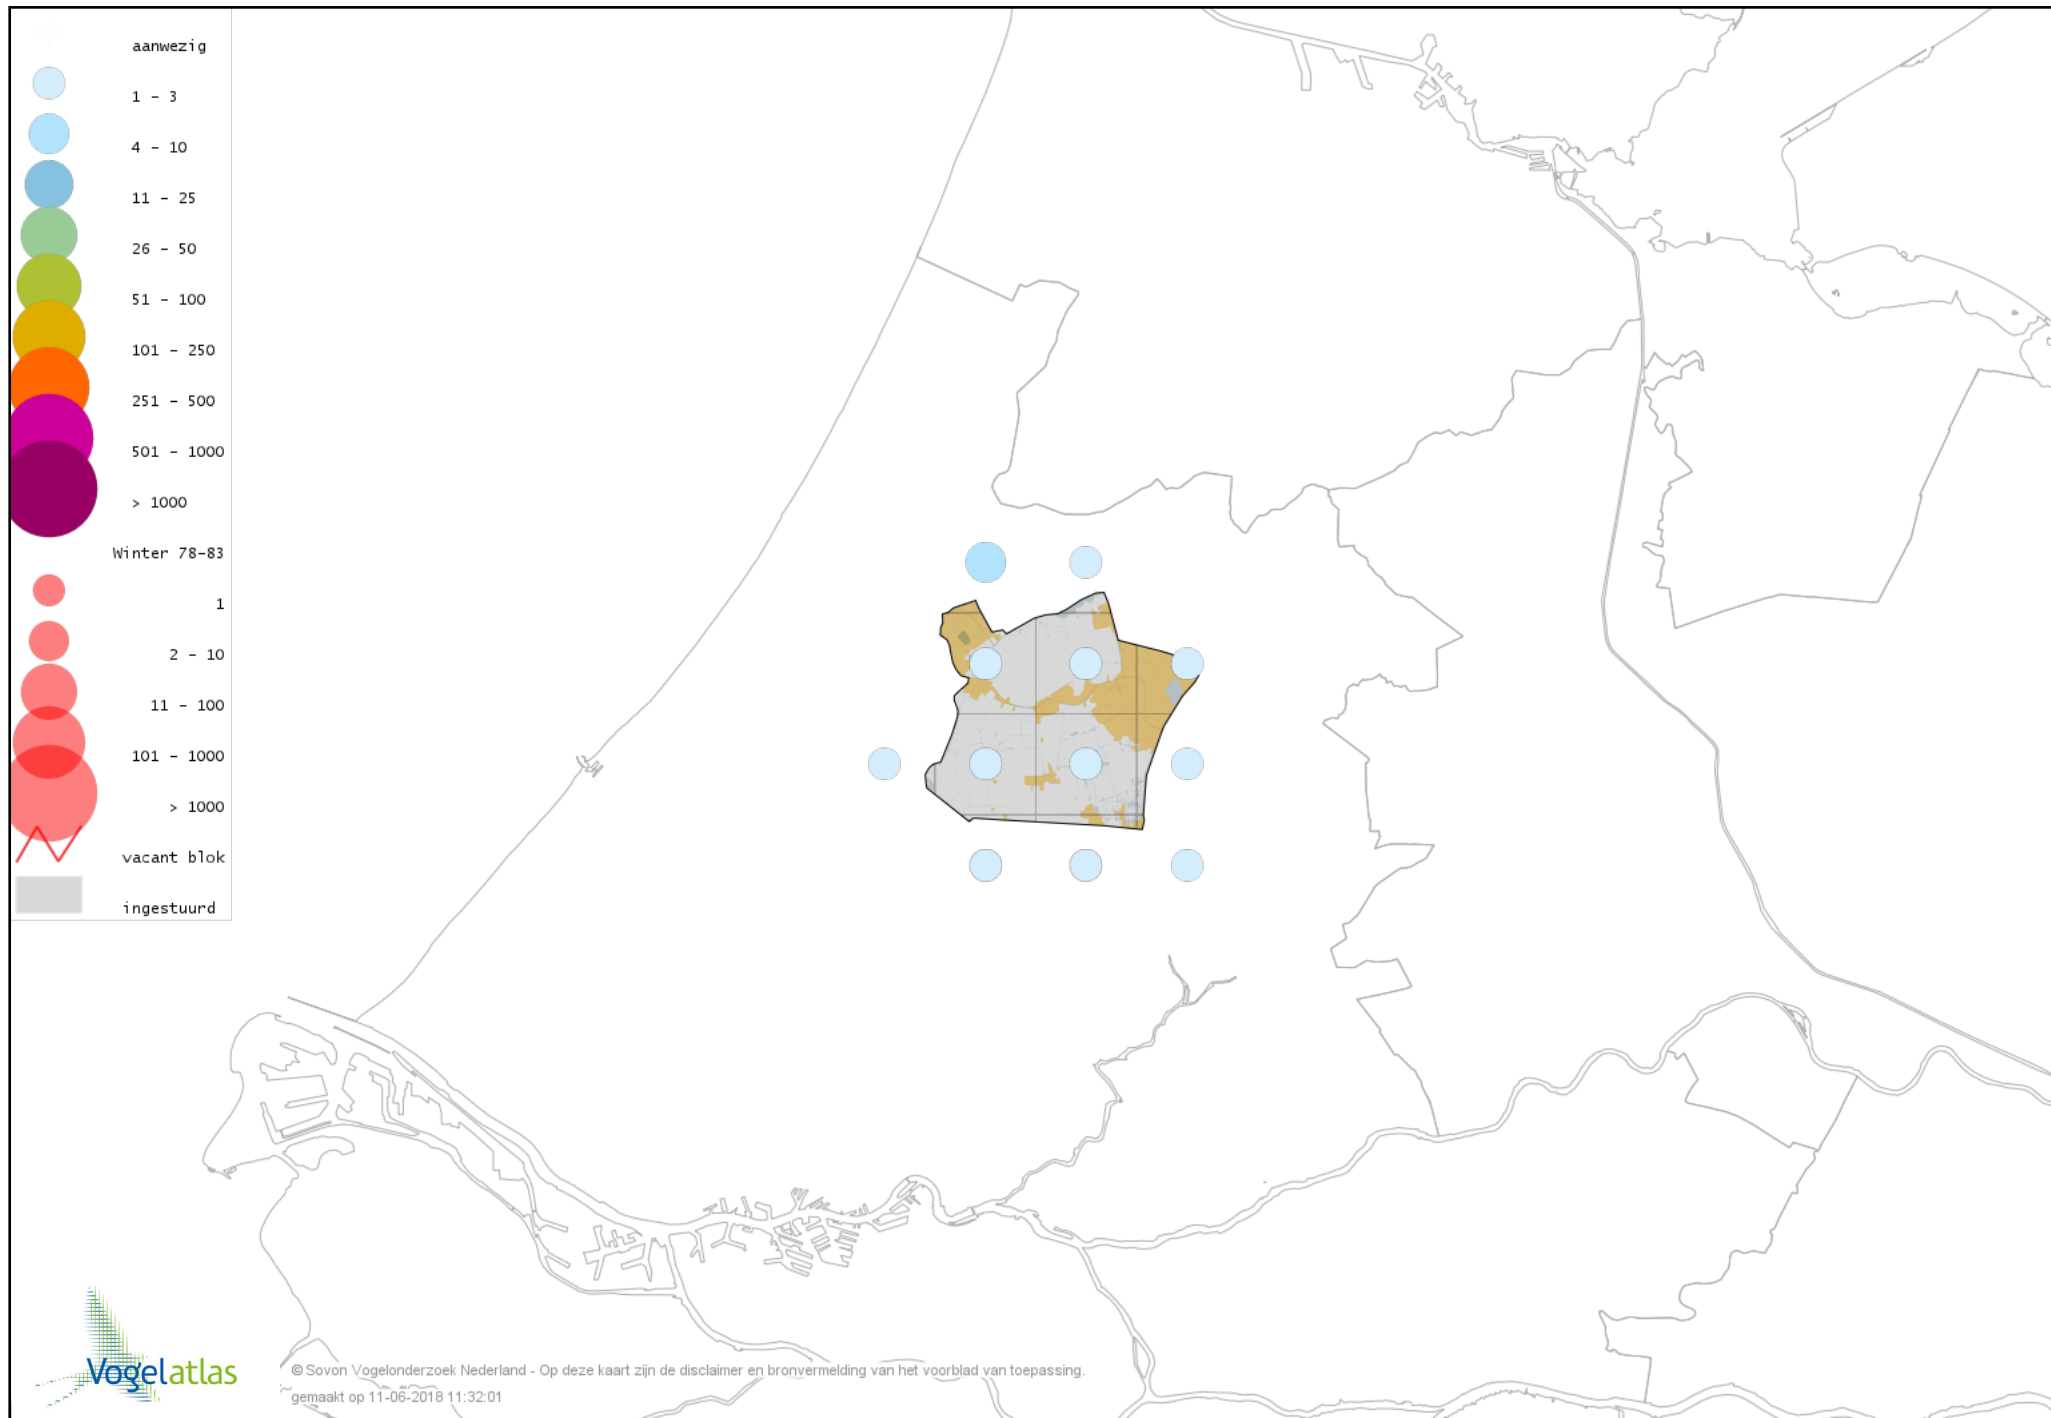 aanwezig
1 - 3
4 - 10
11 - 25
26 - 50
51 - 100
101 - 250
251 - 500
501 - 1000
> 1000
Winter 78-83
1
2 - 10
11 - 100
101 - 1000
> 1000
vacant blok
ingestuurd
Vogelatlas
© Sovon Vogelonderzoek Nederland - Op deze kaart zijn de disclaimer en bronvermelding van het voorblad van toepassing.
gemaakt op 11-06-2018 11:32:01